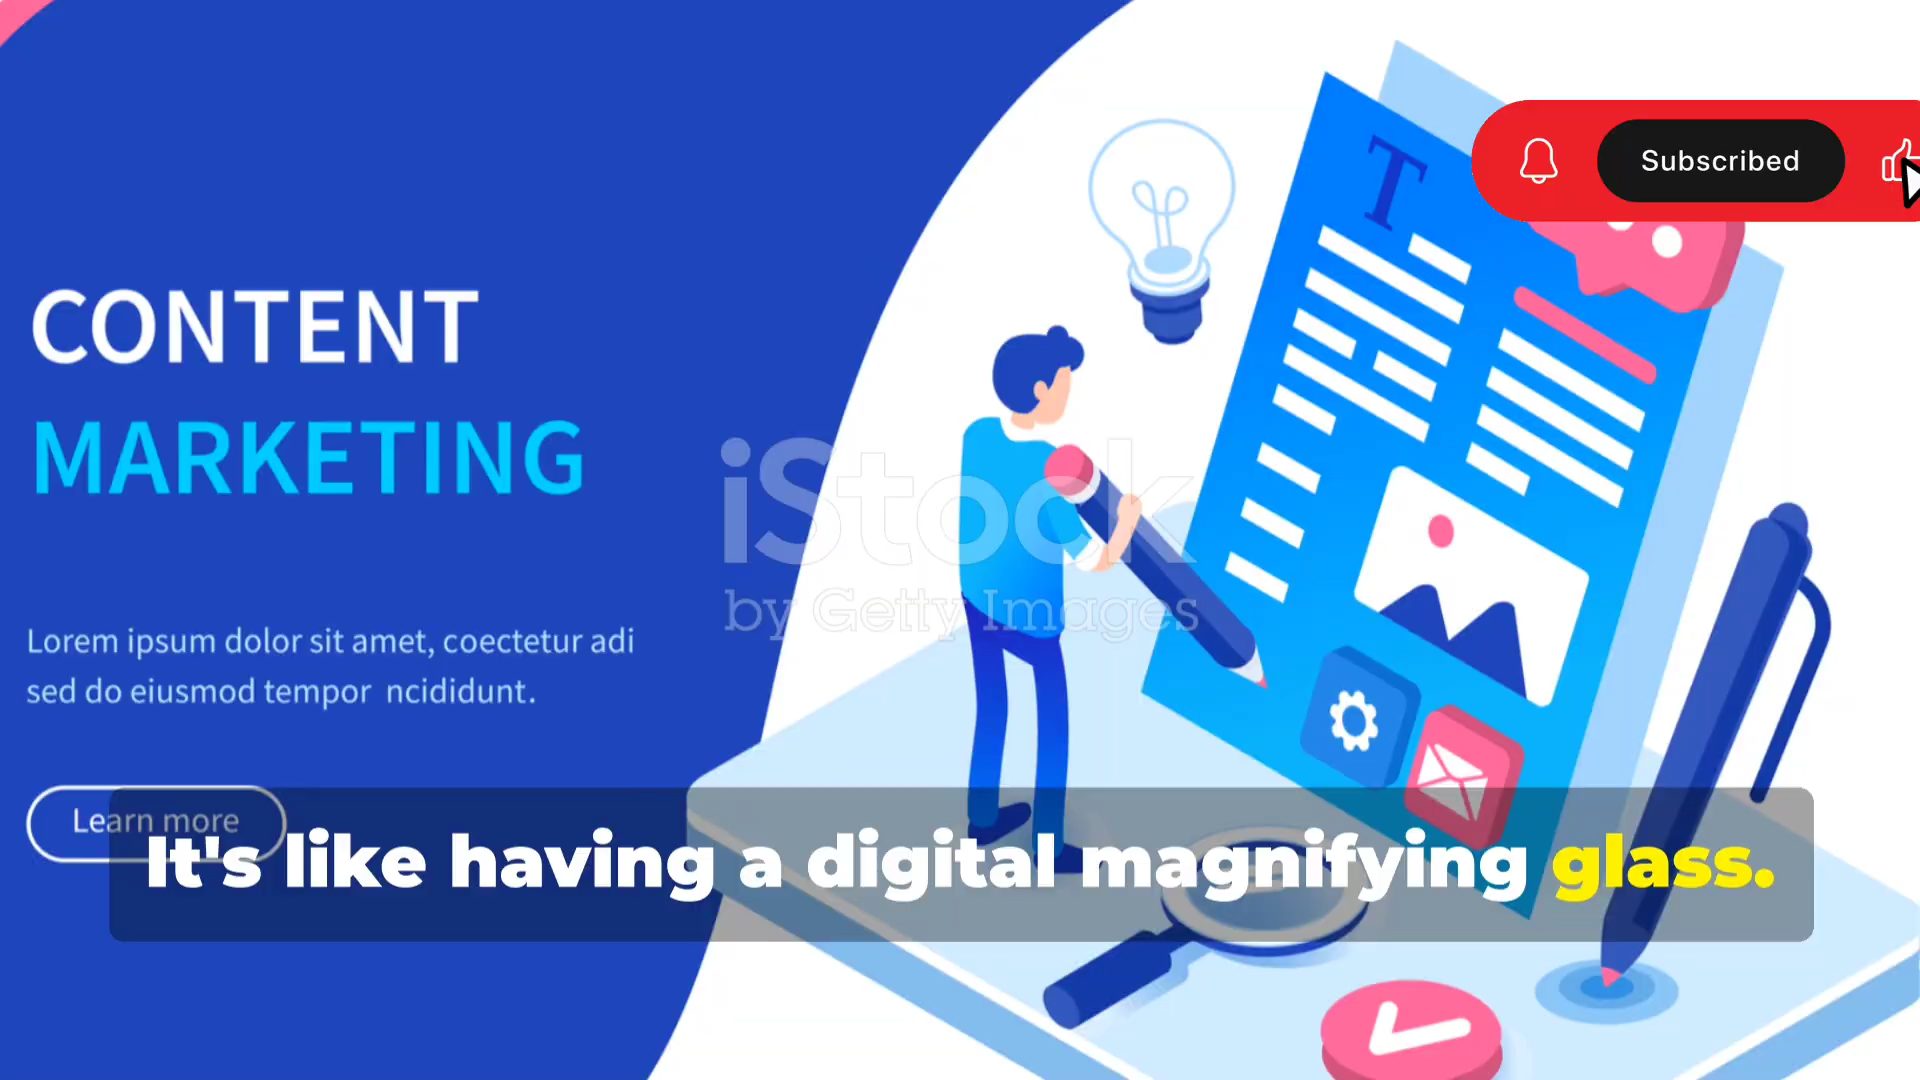 Subscribed
T
CONTENT
MARKETING
iStock
by Getty Images
Lorem ipsum dolor sit amet, coectetur adi
sed do eiusmod tempor ncididunt.
Learn more
It's like having a digital magnifying glass.